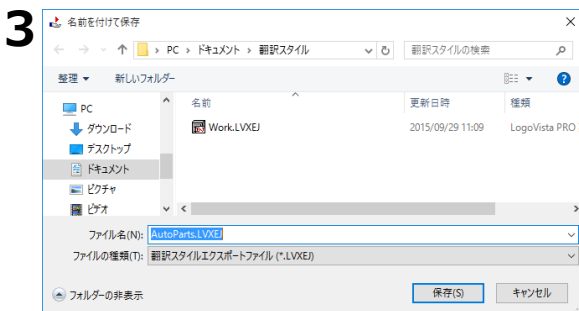 3
名前を付けて保存
PC › ドキュメント › 翻訳スタイル
翻訳スタイルの検索
整理 新しいフォルダー
PC
ダウンロード
デスクトップ
ドキュメント
ピクチャ
ビデオ
名前 更新日時 種類
Work.LVXEJ 2015/09/29 11:09 LogoVista PRO
ファイル名(N): AutoParts.LVXEJ
ファイルの種類(T): 翻訳スタイルエクスポートファイル (*.LVXEJ)
フォルダーの非表示 保存(S) キャンセル